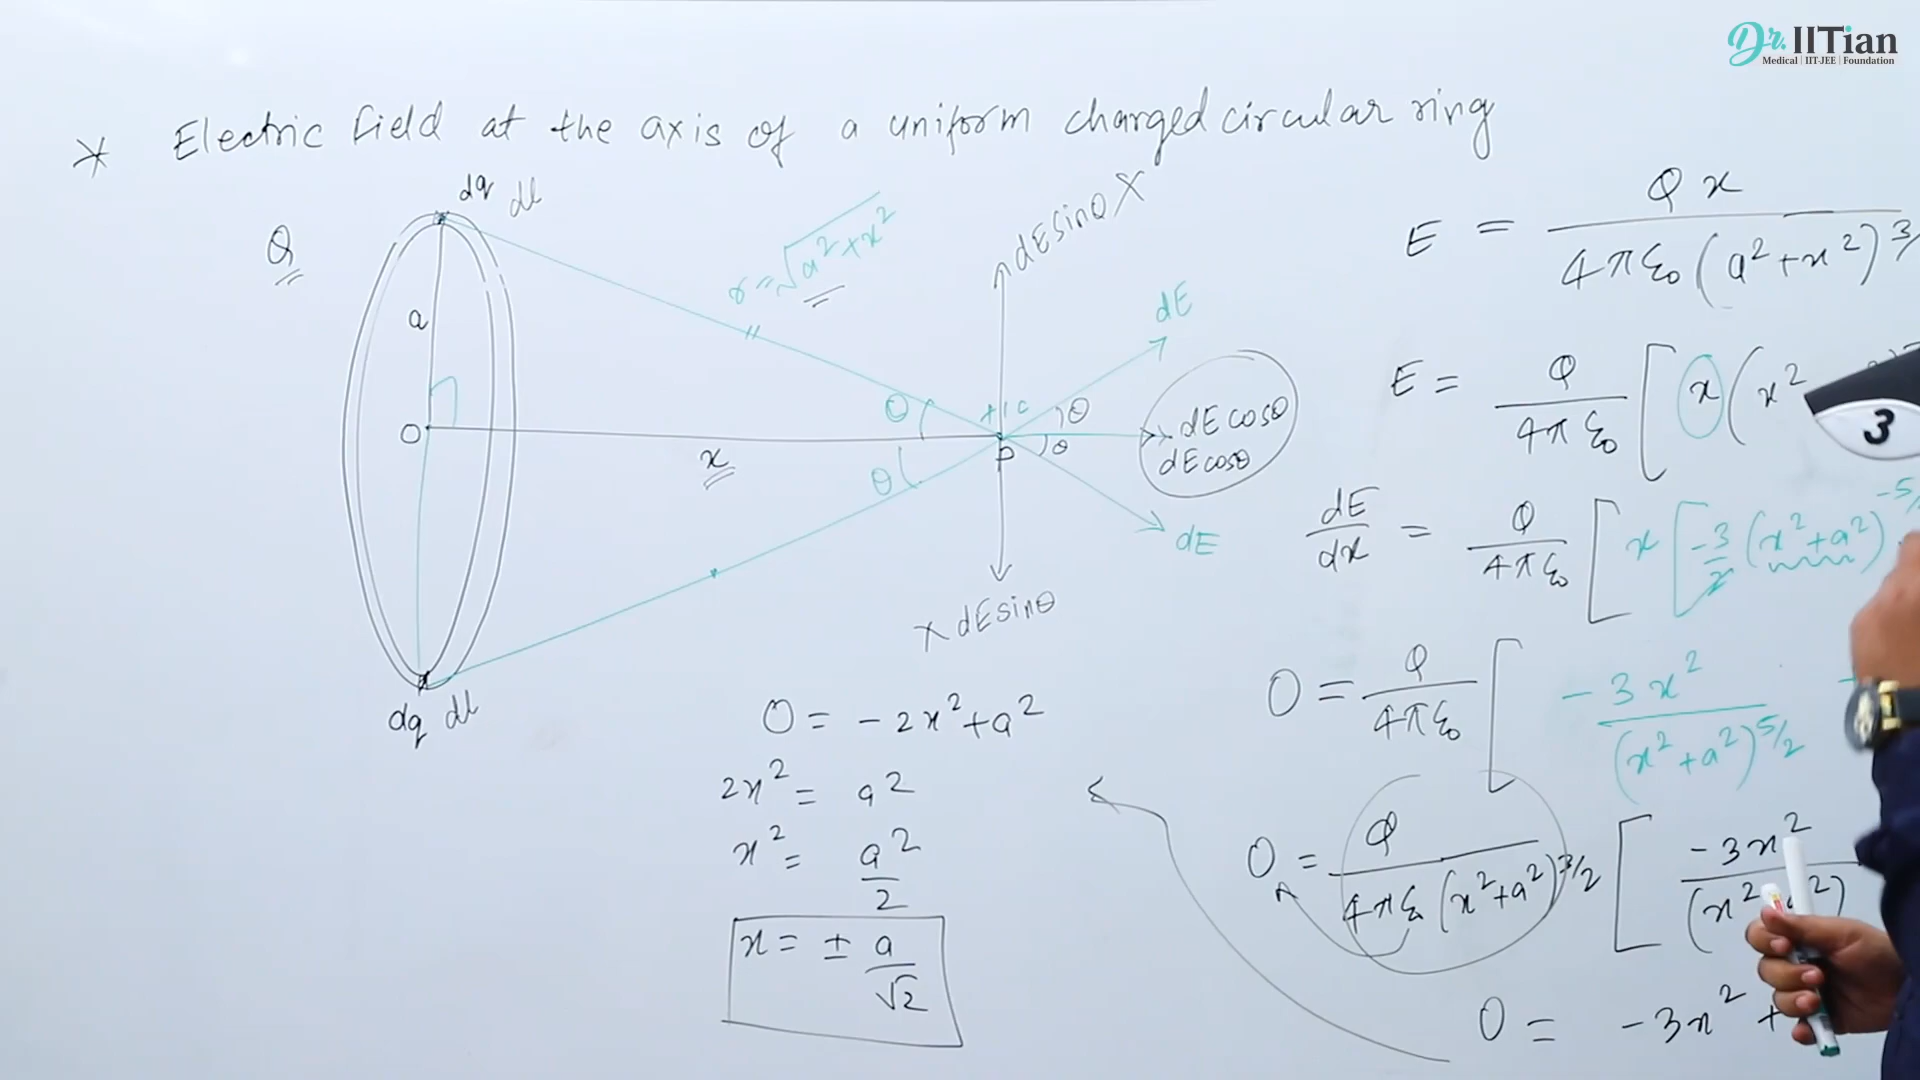 Dr. IITian
Medical | IIT-JEE | Foundation
* Electric field at the axis of a uniform charged circular ring
dq dl
Q
a
O
r = √a²+x²
θ
θ
x
+1C
P
dE sinθ X
dE
θ
θ
dE cosθ
dE cosθ
dE
X dE sinθ
dq dl
0 = -2x²+a²
2x² = a²
x² = a²/2
x = ± a/√2
E = Qx / 4πε₀(a²+x²)^3/
E = Q/4πε₀ [x(x²
3
dE/dx = Q/4πε₀ [x[-3/2 (x²+a²)^-5/
0 = Q/4πε₀ [-3x²/(x²+a²)^5/2 +
0 = Q/4πε₀(x²+a²)^3/2 [-3x²/(x² a²)
0 = -3x² +